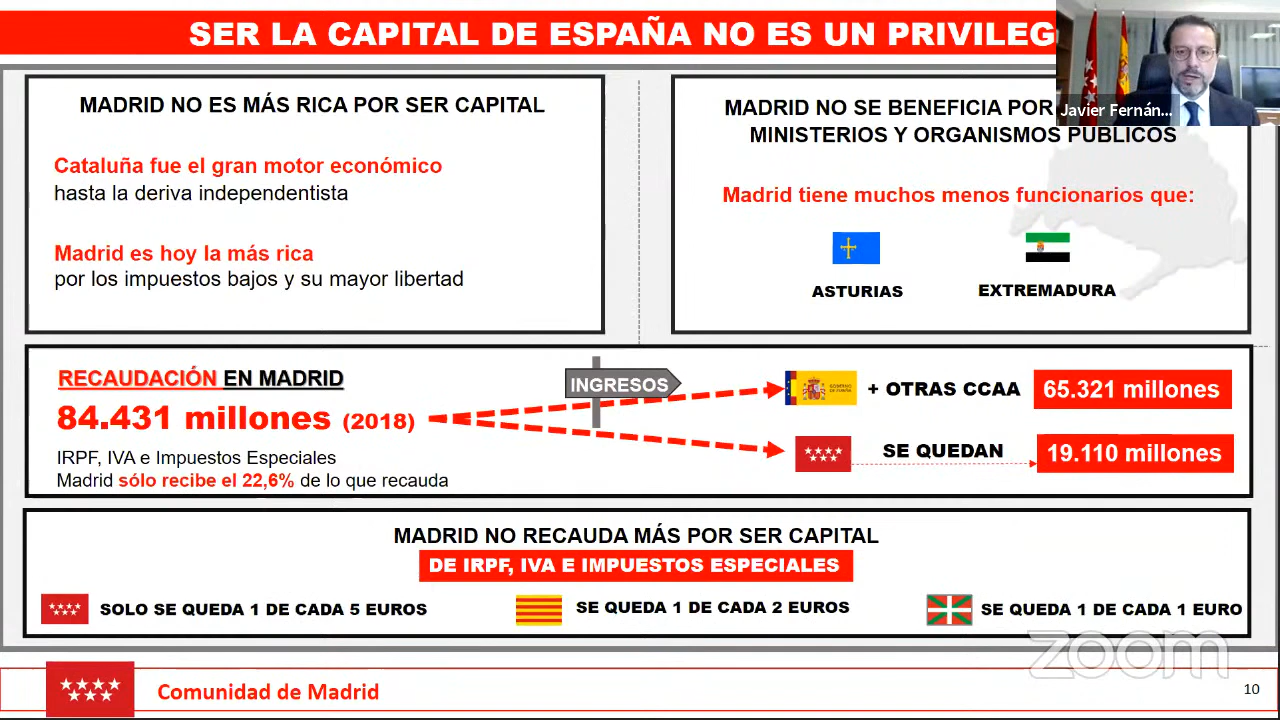 SER LA CAPITAL DE ESPAÑA NO ES UN PRIVILEG
Javier Fernán...
MADRID NO ES MÁS RICA POR SER CAPITAL
Cataluña fue el gran motor económico
hasta la deriva independentista
Madrid es hoy la más rica
por los impuestos bajos y su mayor libertad
MADRID NO SE BENEFICIA POR
MINISTERIOS Y ORGANISMOS PÚBLICOS
Madrid tiene muchos menos funcionarios que:
ASTURIAS
EXTREMADURA
RECAUDACIÓN EN MADRID
84.431 millones (2018)
IRPF, IVA e Impuestos Especiales
Madrid sólo recibe el 22,6% de lo que recauda
INGRESOS
GOBIERNO
DE ESPAÑA
+ OTRAS CCAA
65.321 millones
SE QUEDAN
19.110 millones
MADRID NO RECAUDA MÁS POR SER CAPITAL
DE IRPF, IVA E IMPUESTOS ESPECIALES
SOLO SE QUEDA 1 DE CADA 5 EUROS
SE QUEDA 1 DE CADA 2 EUROS
SE QUEDA 1 DE CADA 1 EURO
zoom
Comunidad de Madrid
10